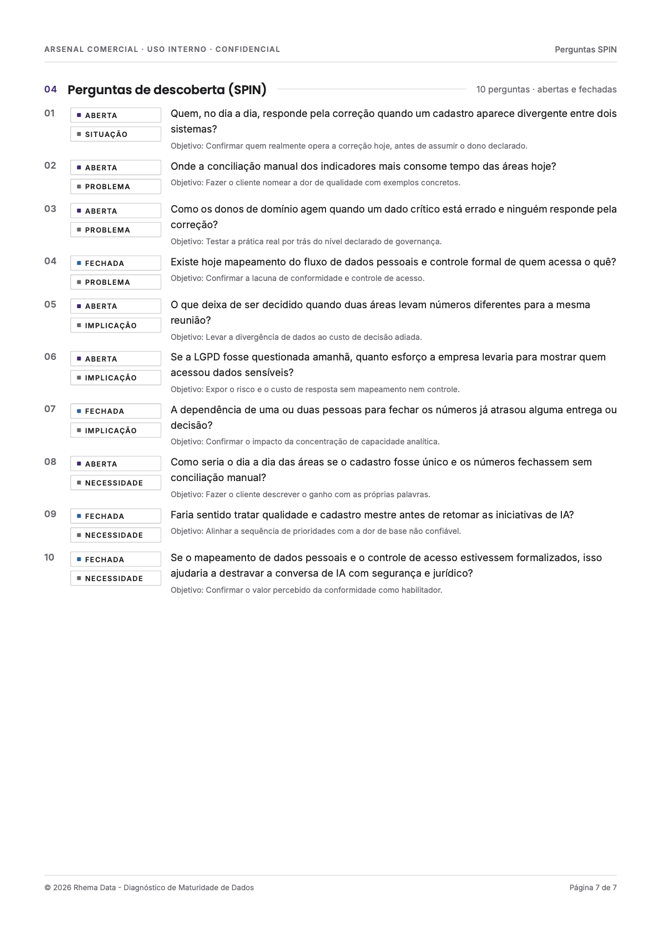 ARSENAL COMERCIAL · USO INTERNO · CONFIDENCIAL
Perguntas SPIN
04 Perguntas de descoberta (SPIN)
10 perguntas · abertas e fechadas
01
ABERTA
SITUAÇÃO
Quem, no dia a dia, responde pela correção quando um cadastro aparece divergente entre dois
sistemas?
Objetivo: Confirmar quem realmente opera a correção hoje, antes de assumir o dono declarado.
02
ABERTA
PROBLEMA
Onde a conciliação manual dos indicadores mais consome tempo das áreas hoje?
Objetivo: Fazer o cliente nomear a dor de qualidade com exemplos concretos.
03
ABERTA
PROBLEMA
Como os donos de domínio agem quando um dado crítico está errado e ninguém responde pela
correção?
Objetivo: Testar a prática real por trás do nível declarado de governança.
04
FECHADA
PROBLEMA
Existe hoje mapeamento do fluxo de dados pessoais e controle formal de quem acessa o quê?
Objetivo: Confirmar a lacuna de conformidade e controle de acesso.
05
ABERTA
IMPLICAÇÃO
O que deixa de ser decidido quando duas áreas levam números diferentes para a mesma
reunião?
Objetivo: Levar a divergência de dados ao custo de decisão adiada.
06
ABERTA
IMPLICAÇÃO
Se a LGPD fosse questionada amanhã, quanto esforço a empresa levaria para mostrar quem
acessou dados sensíveis?
Objetivo: Expor o risco e o custo de resposta sem mapeamento nem controle.
07
FECHADA
IMPLICAÇÃO
A dependência de uma ou duas pessoas para fechar os números já atrasou alguma entrega ou
decisão?
Objetivo: Confirmar o impacto da concentração de capacidade analítica.
08
ABERTA
NECESSIDADE
Como seria o dia a dia das áreas se o cadastro fosse único e os números fechassem sem
conciliação manual?
Objetivo: Fazer o cliente descrever o ganho com as próprias palavras.
09
FECHADA
NECESSIDADE
Faria sentido tratar qualidade e cadastro mestre antes de retomar as iniciativas de IA?
Objetivo: Alinhar a sequência de prioridades com a dor de base não confiável.
10
FECHADA
NECESSIDADE
Se o mapeamento de dados pessoais e o controle de acesso estivessem formalizados, isso
ajudaria a destravar a conversa de IA com segurança e jurídico?
Objetivo: Confirmar o valor percebido da conformidade como habilitador.
© 2026 Rhema Data - Diagnóstico de Maturidade de Dados
Página 7 de 7